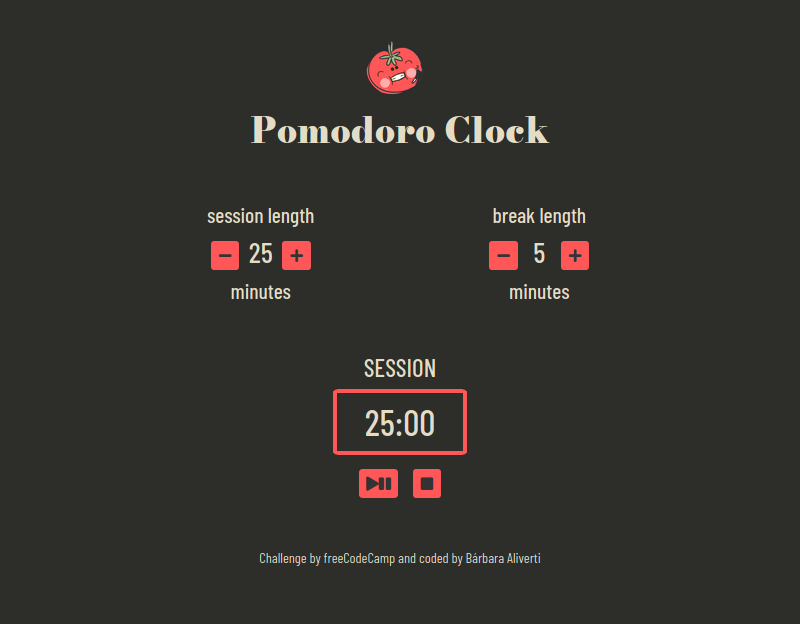 Pomodoro Clock
session length
break length
− 25 +
− 5 +
minutes
minutes
SESSION
25:00
Challenge by freeCodeCamp and coded by Bárbara Aliverti